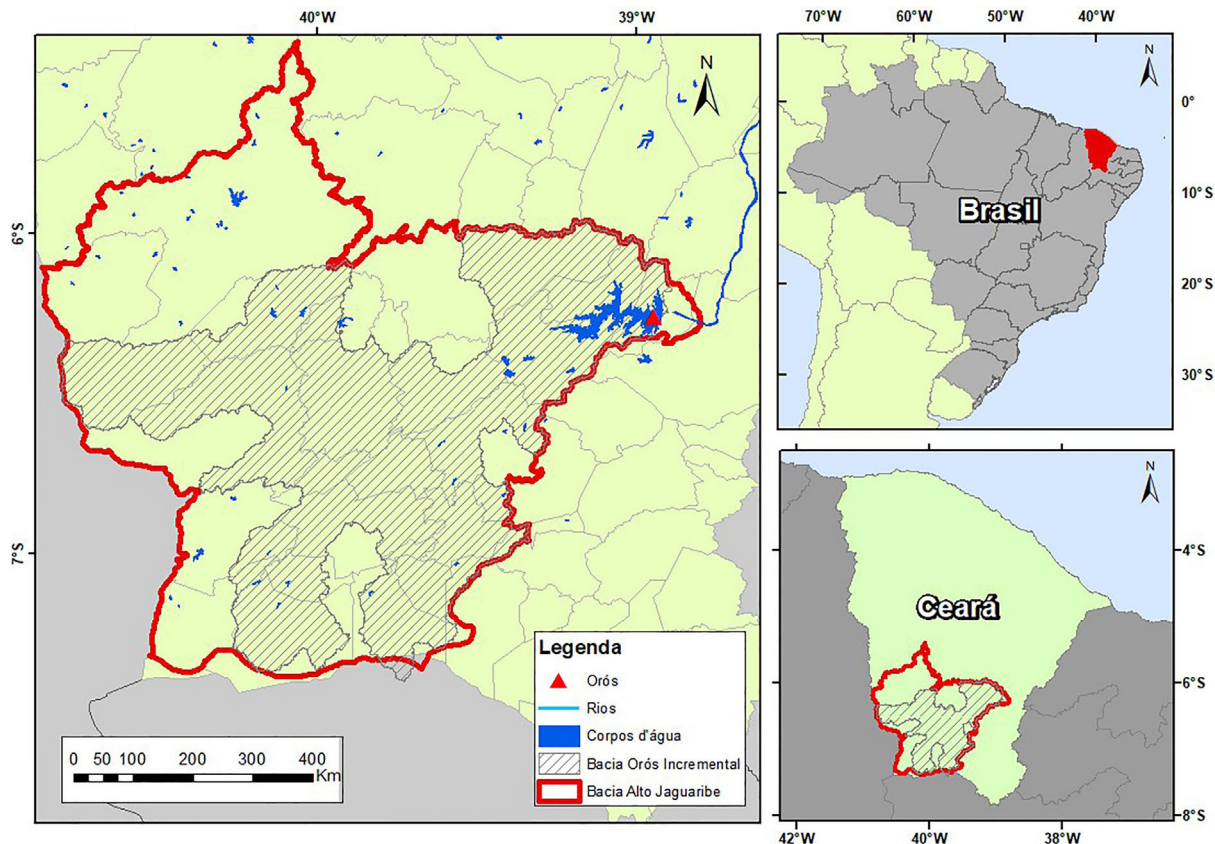 40°W
39°W
6°S
7°S
N
Legenda
Orós
Rios
Corpos d'água
Bacia Orós Incremental
Bacia Alto Jaguaribe
0 50 100 200 300 400
Km
70°W 60°W 50°W 40°W
N
0°
10°S
20°S
30°S
Brasil
N
Ceará
4°S
6°S
8°S
42°W 40°W 38°W